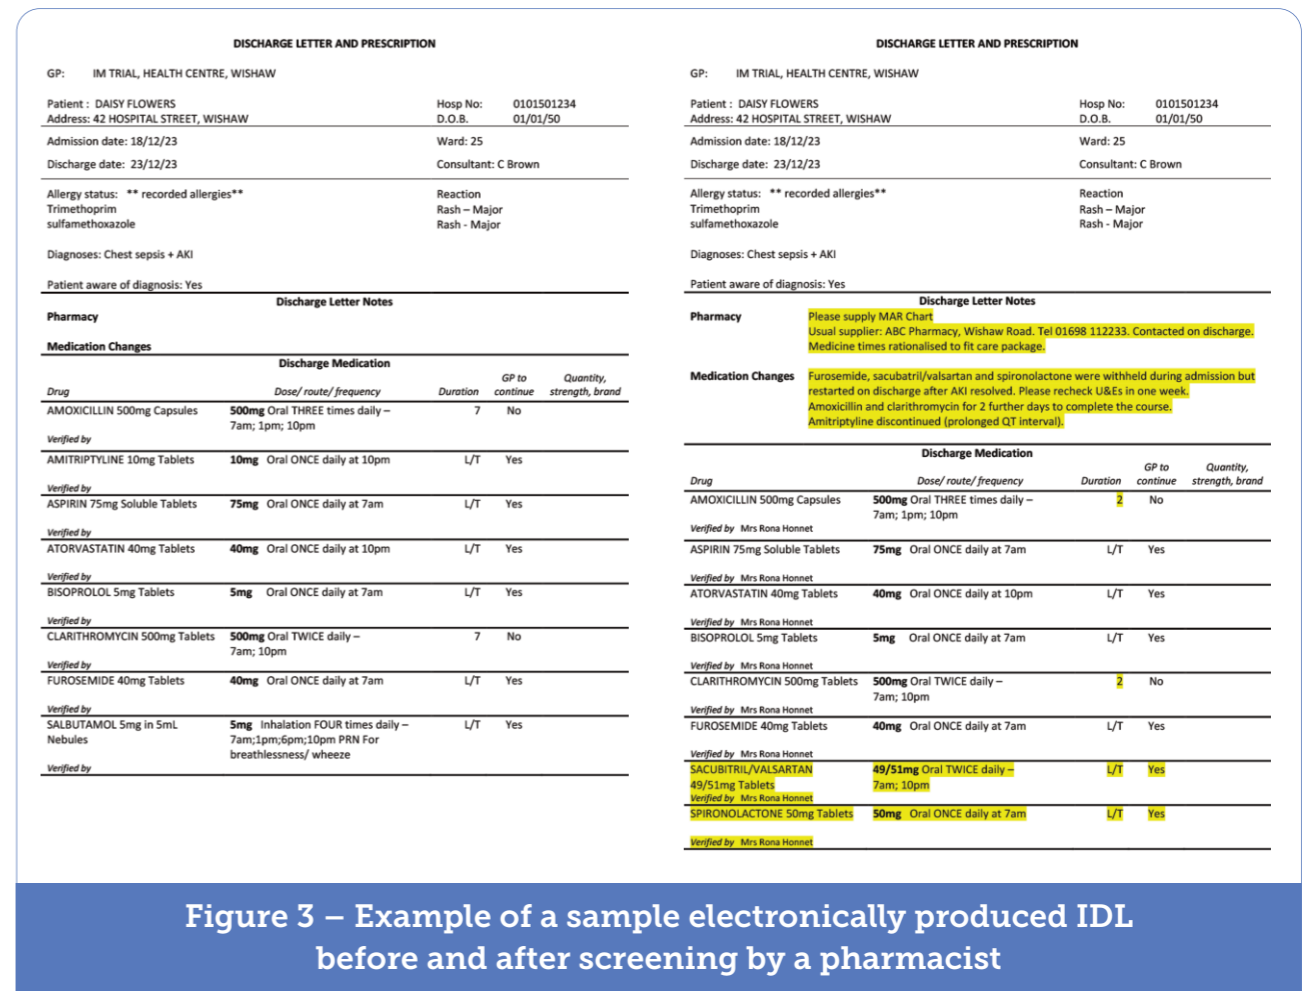 DISCHARGE LETTER AND PRESCRIPTION
GP: IM TRIAL, HEALTH CENTRE, WISHAW
Patient : DAISY FLOWERS Hosp No: 0101501234
Address: 42 HOSPITAL STREET, WISHAW D.O.B. 01/01/50
Admission date: 18/12/23 Ward: 25
Discharge date: 23/12/23 Consultant: C Brown
Allergy status: ** recorded allergies** Reaction
Trimethoprim Rash – Major
sulfamethoxazole Rash - Major
Diagnoses: Chest sepsis + AKI
Patient aware of diagnosis: Yes
Discharge Letter Notes
Pharmacy
Medication Changes
Discharge Medication
GP to Quantity,
Drug Dose/ route/ frequency Duration continue strength, brand
AMOXICILLIN 500mg Capsules 500mg Oral THREE times daily – 7 No
7am; 1pm; 10pm
Verified by
AMITRIPTYLINE 10mg Tablets 10mg Oral ONCE daily at 10pm L/T Yes
Verified by
ASPIRIN 75mg Soluble Tablets 75mg Oral ONCE daily at 7am L/T Yes
Verified by
ATORVASTATIN 40mg Tablets 40mg Oral ONCE daily at 10pm L/T Yes
Verified by
BISOPROLOL 5mg Tablets 5mg Oral ONCE daily at 7am L/T Yes
Verified by
CLARITHROMYCIN 500mg Tablets 500mg Oral TWICE daily – 7 No
7am; 10pm
Verified by
FUROSEMIDE 40mg Tablets 40mg Oral ONCE daily at 7am L/T Yes
Verified by
SALBUTAMOL 5mg in 5mL 5mg Inhalation FOUR times daily – L/T Yes
Nebules 7am;1pm;6pm;10pm PRN For
breathlessness/ wheeze
Verified by
DISCHARGE LETTER AND PRESCRIPTION
GP: IM TRIAL, HEALTH CENTRE, WISHAW
Patient : DAISY FLOWERS Hosp No: 0101501234
Address: 42 HOSPITAL STREET, WISHAW D.O.B. 01/01/50
Admission date: 18/12/23 Ward: 25
Discharge date: 23/12/23 Consultant: C Brown
Allergy status: ** recorded allergies** Reaction
Trimethoprim Rash – Major
sulfamethoxazole Rash - Major
Diagnoses: Chest sepsis + AKI
Patient aware of diagnosis: Yes
Discharge Letter Notes
Pharmacy Please supply MAR Chart
Usual supplier: ABC Pharmacy, Wishaw Road. Tel 01698 112233. Contacted on discharge.
Medicine times rationalised to fit care package.
Medication Changes Furosemide, sacubatril/valsartan and spironolactone were withheld during admission but
restarted on discharge after AKI resolved. Please recheck U&Es in one week.
Amoxicillin and clarithromycin for 2 further days to complete the course.
Amitriptyline discontinued (prolonged QT interval).
Discharge Medication
GP to Quantity,
Drug Dose/ route/ frequency Duration continue strength, brand
AMOXICILLIN 500mg Capsules 500mg Oral THREE times daily – 2 No
7am; 1pm; 10pm
Verified by Mrs Rona Honnet
ASPIRIN 75mg Soluble Tablets 75mg Oral ONCE daily at 7am L/T Yes
Verified by Mrs Rona Honnet
ATORVASTATIN 40mg Tablets 40mg Oral ONCE daily at 10pm L/T Yes
Verified by Mrs Rona Honnet
BISOPROLOL 5mg Tablets 5mg Oral ONCE daily at 7am L/T Yes
Verified by Mrs Rona Honnet
CLARITHROMYCIN 500mg Tablets 500mg Oral TWICE daily – 2 No
7am; 10pm
Verified by Mrs Rona Honnet
FUROSEMIDE 40mg Tablets 40mg Oral ONCE daily at 7am L/T Yes
Verified by Mrs Rona Honnet
SACUBITRIL/VALSARTAN 49/51mg Oral TWICE daily – L/T Yes
49/51mg Tablets 7am; 10pm
Verified by Mrs Rona Honnet
SPIRONOLACTONE 50mg Tablets 50mg Oral ONCE daily at 7am L/T Yes
Verified by Mrs Rona Honnet
Figure 3 – Example of a sample electronically produced IDL
before and after screening by a pharmacist